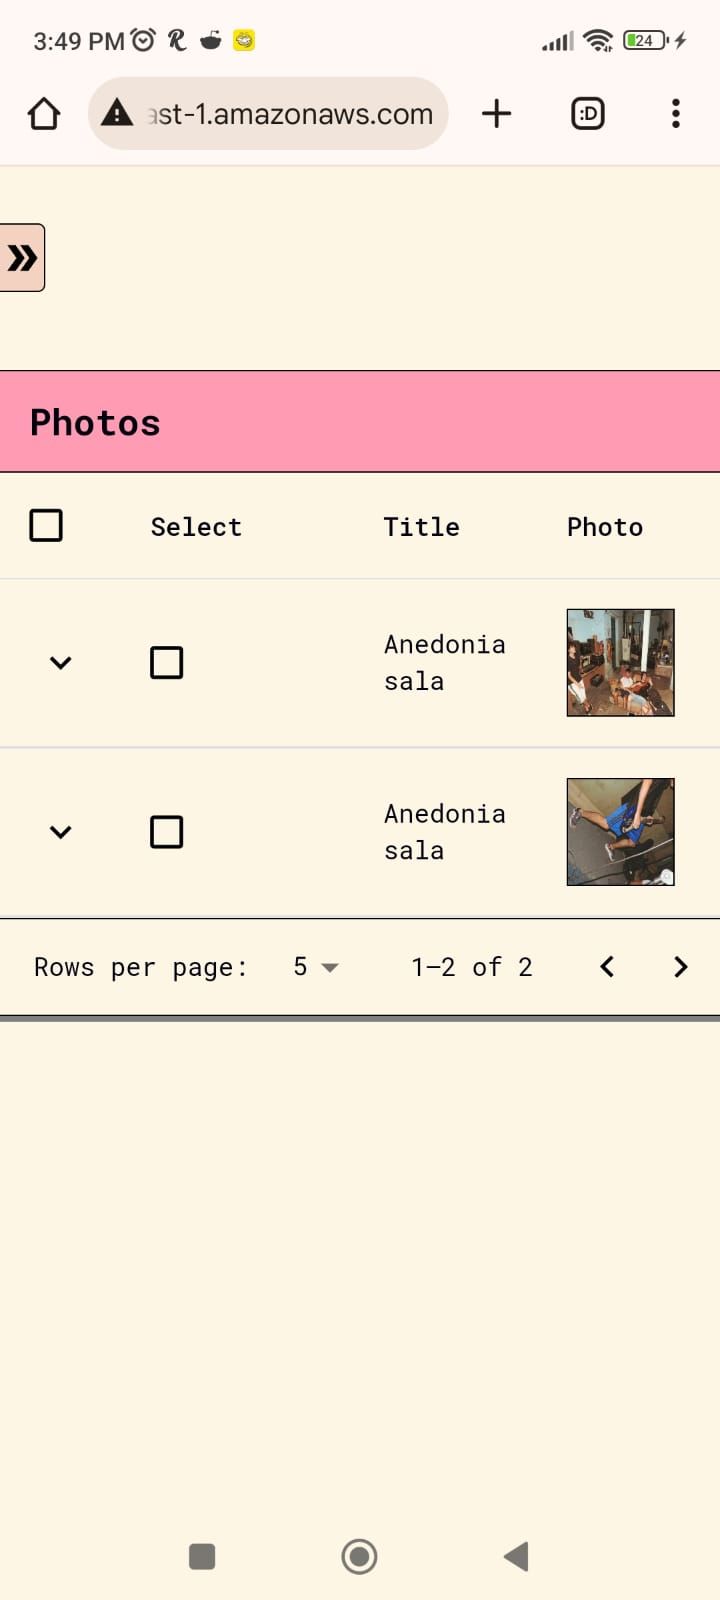 3:49 PM
24
ast-1.amazonaws.com
:D
Photos
Select Title Photo
Anedonia
sala
Anedonia
sala
Rows per page: 5 1–2 of 2